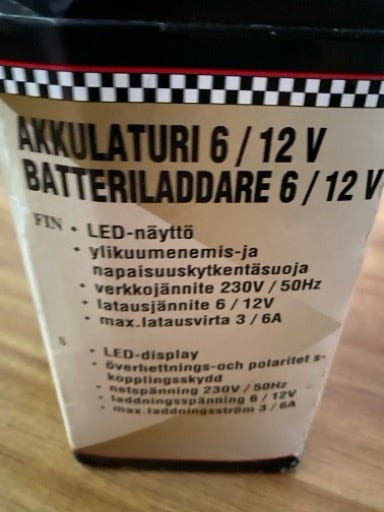 AKKULATURI 6 / 12 V
BATTERILADDARE 6 / 12 V
FIN • LED-näyttö
• ylikuumenemis-ja
napaisuuskytkentäsuoja
• verkkojännite 230V / 50Hz
• latausjännite 6 / 12V
• max.latausvirta 3 / 6A
S
• LED-display
• överhettnings-och polaritet s-
kopplingsskydd
• netspänning 230V / 50Hz
• laddningsspänning 6 / 12V
• max.laddningsström 3 / 6A